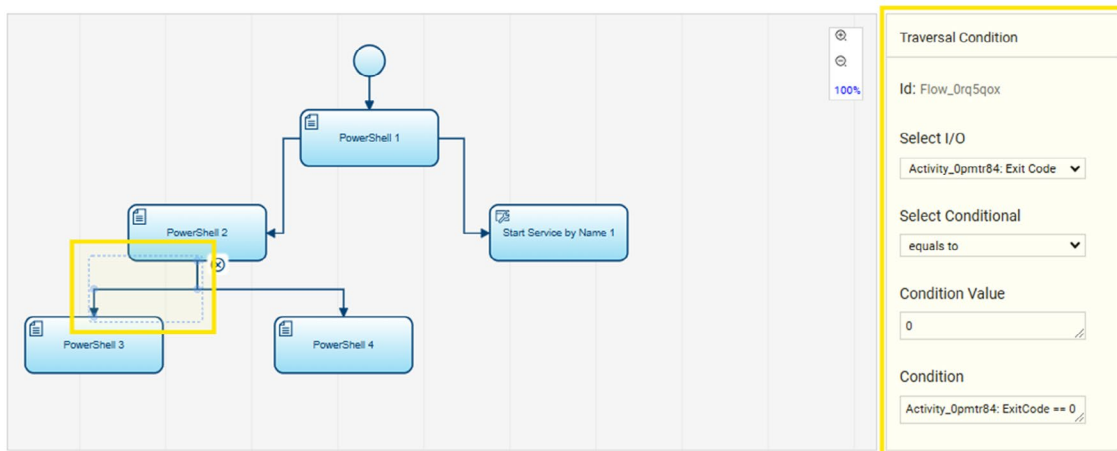 PowerShell 1
PowerShell 2
Start Service by Name 1
PowerShell 3
PowerShell 4
100%
Traversal Condition
Id: Flow_0rq5qox
Select I/O
Activity_0pmtr84: Exit Code
Select Conditional
equals to
Condition Value
0
Condition
Activity_0pmtr84: ExitCode == 0